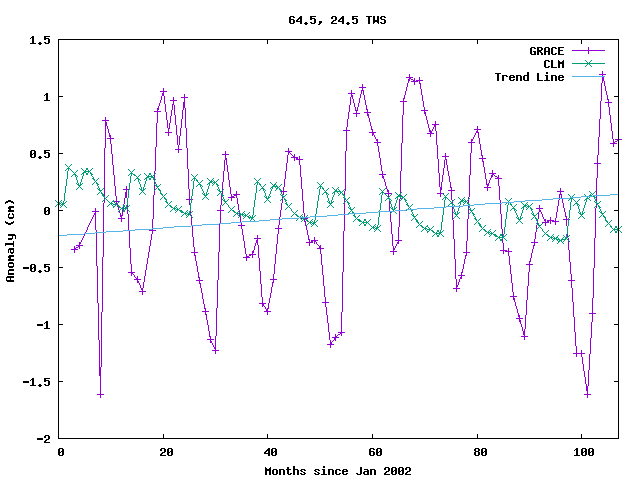 64.5, 24.5 TWS
GRACE
CLM
Trend Line
1.5
1
0.5
0
-0.5
-1
-1.5
-2
Anomaly (cm)
0 20 40 60 80 100
Months since Jan 2002